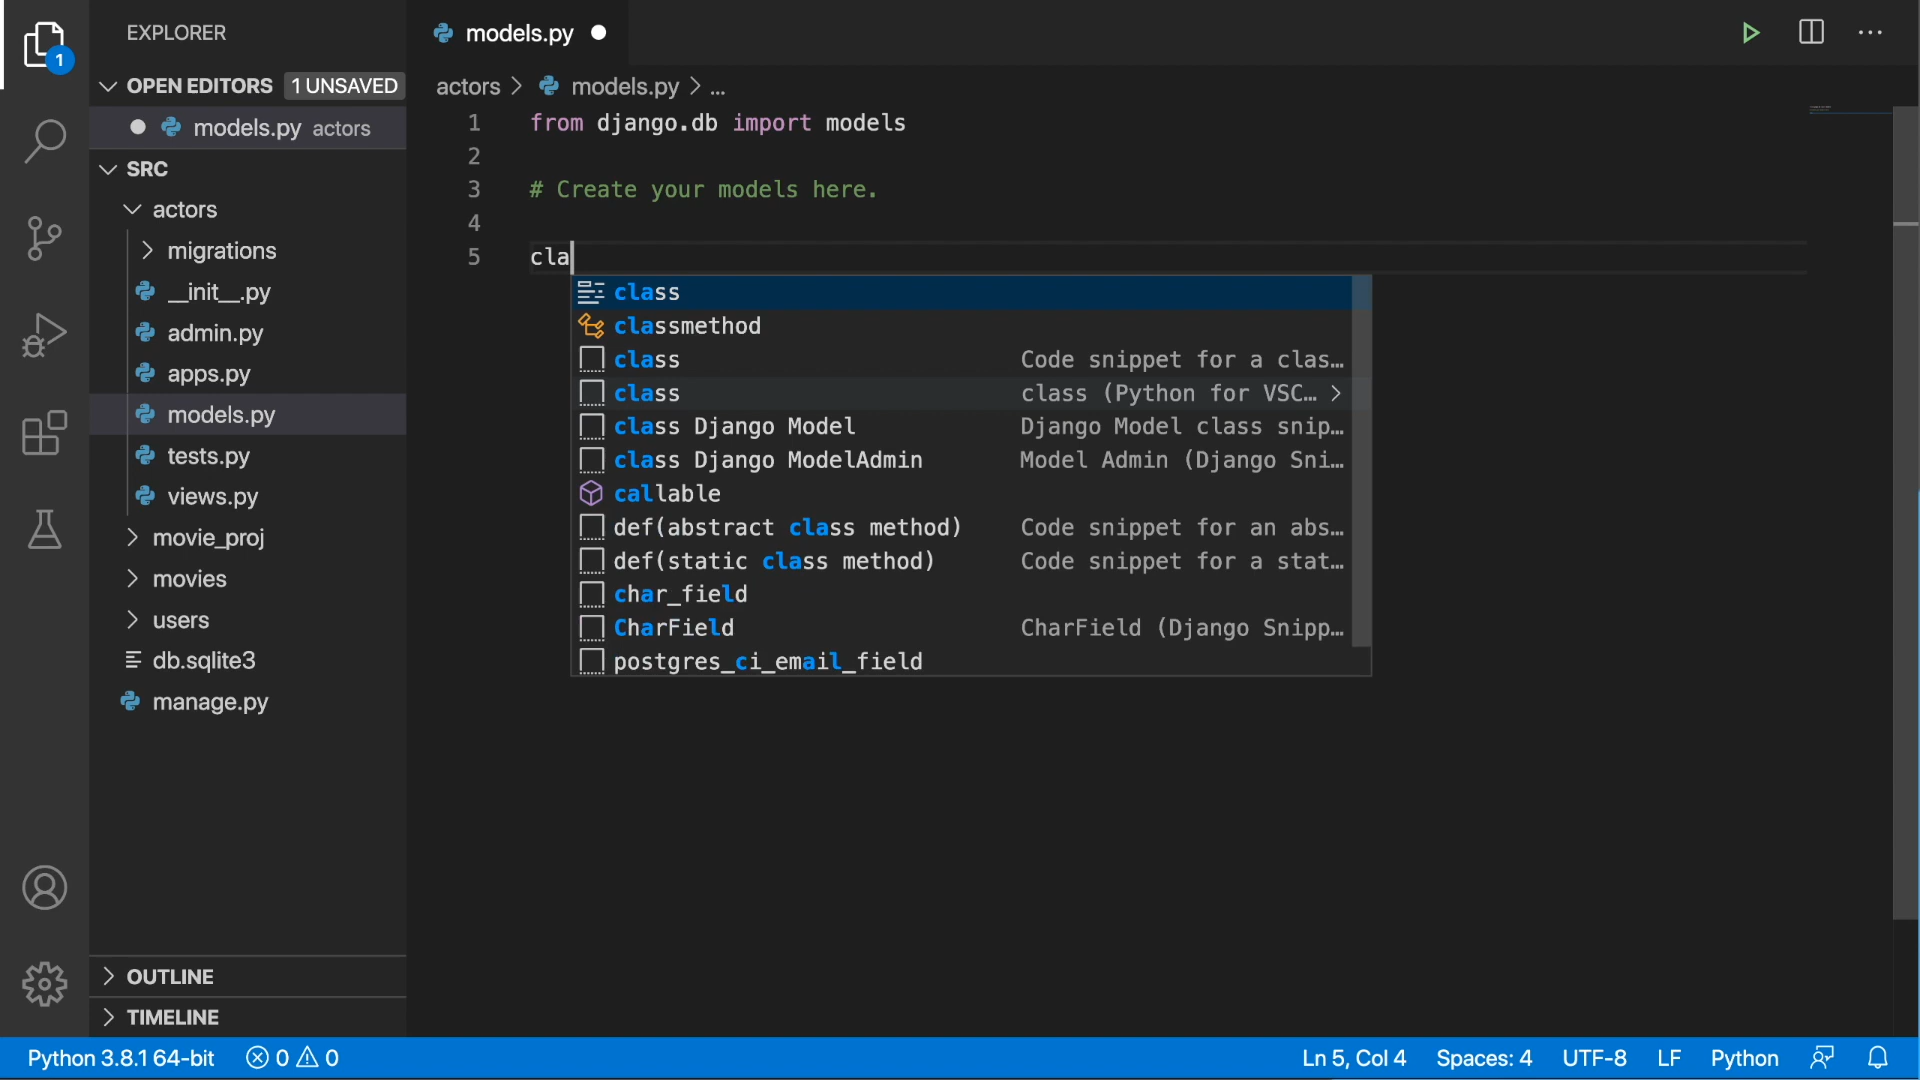 EXPLORER
1
OPEN EDITORS 1 UNSAVED
models.py actors
SRC
actors
migrations
__init__.py
admin.py
apps.py
models.py
tests.py
views.py
movie_proj
movies
users
db.sqlite3
manage.py
OUTLINE
TIMELINE
models.py
actors > models.py > ...
1 from django.db import models
2
3 # Create your models here.
4
5 cla
class
classmethod
class Code snippet for a clas…
class class (Python for VSC… >
class Django Model Django Model class snip…
class Django ModelAdmin Model Admin (Django Sni…
callable
def(abstract class method) Code snippet for an abs…
def(static class method) Code snippet for a stat…
char_field
CharField CharField (Django Snipp…
postgres_ci_email_field
Python 3.8.1 64-bit 0 0 Ln 5, Col 4 Spaces: 4 UTF-8 LF Python